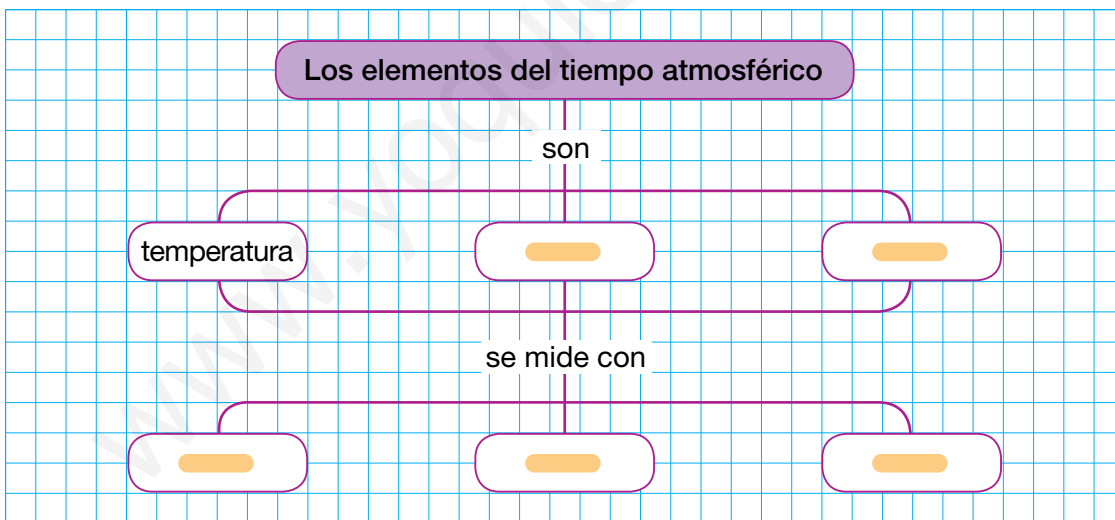 Los elementos del tiempo atmosférico
son
temperatura
se mide con